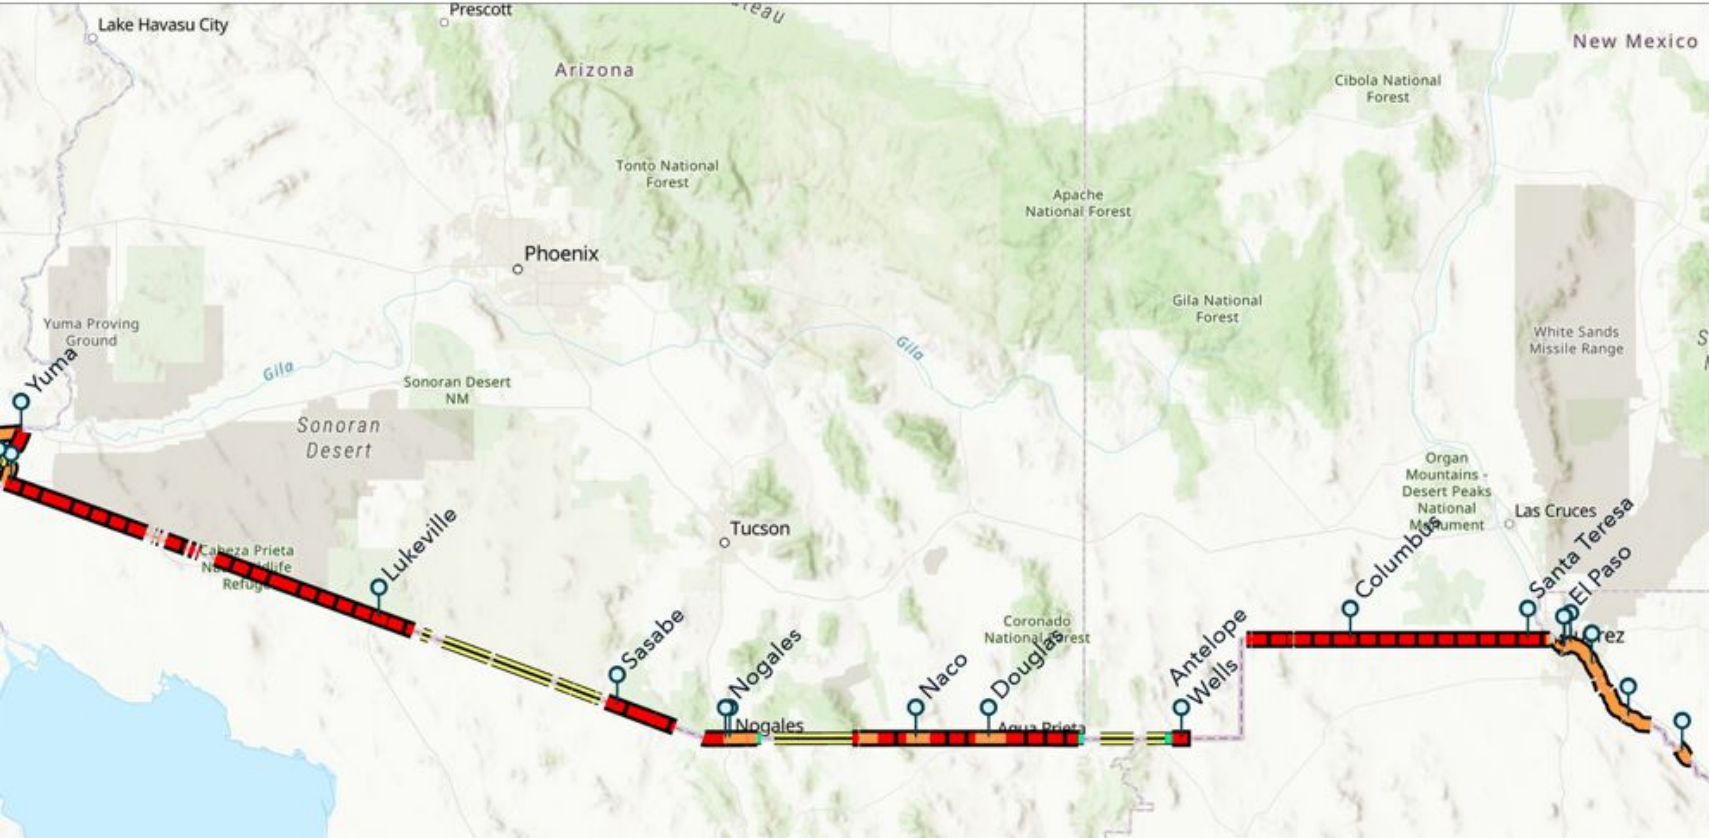 Prescott
Lake Havasu City
New Mexico
Arizona
Cibola National
Forest
Tonto National
Forest
Apache
National Forest
Phoenix
Gila National
Forest
Yuma Proving
Ground
White Sands
Missile Range
Yuma
Gila
Gila
Sonoran Desert
NM
Sonoran
Desert
Organ
Mountains -
Desert Peaks
National
Monument
Las Cruces
Tucson
Santa Teresa
Columbus
El Paso
Cabeza Prieta
Refuge
Lukeville
Coronado
National Forest
Sasabe
Nogales
Naco
Douglas
Antelope
Wells
Nogales
Agua Prieta